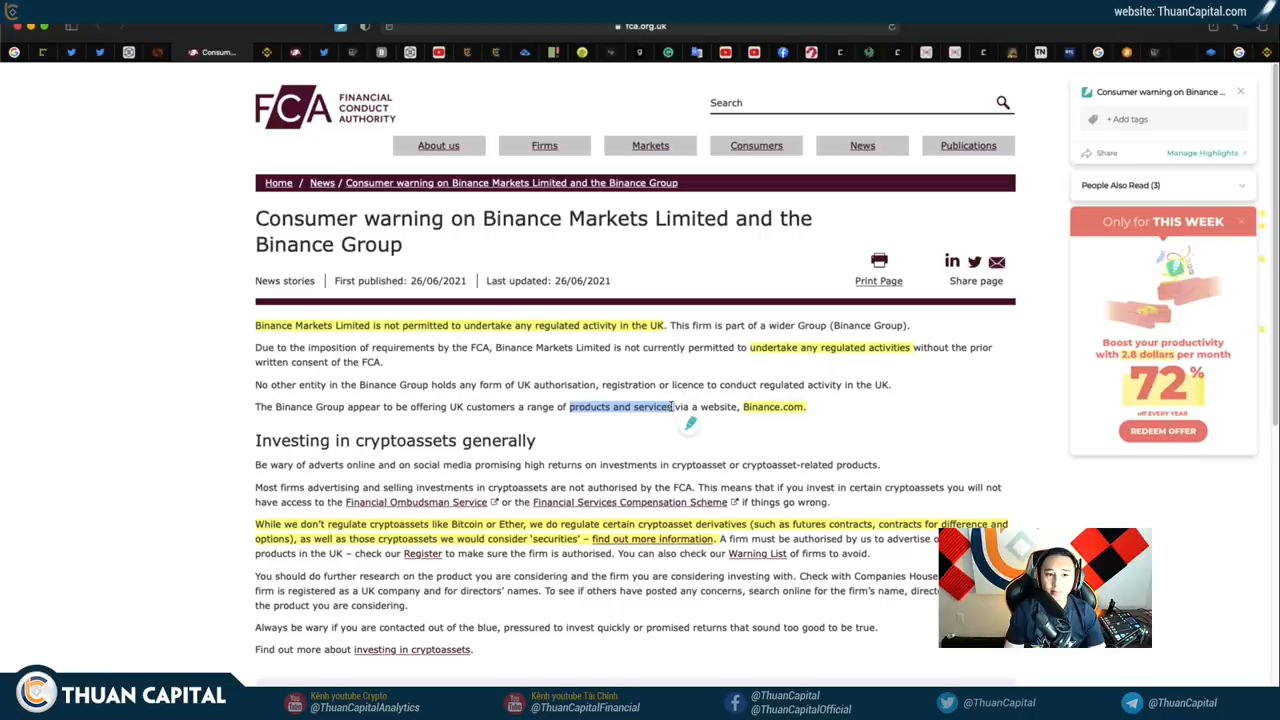 website: ThuanCapital.com
fca.org.uk
Consum...
TN
FCA FINANCIAL CONDUCT AUTHORITY
Search
About us
Firms
Markets
Consumers
News
Publications
Home / News / Consumer warning on Binance Markets Limited and the Binance Group
Consumer warning on Binance Markets Limited and the
Binance Group
Print Page
Share page
News stories
First published: 26/06/2021
Last updated: 26/06/2021
Binance Markets Limited is not permitted to undertake any regulated activity in the UK. This firm is part of a wider Group (Binance Group).
Due to the imposition of requirements by the FCA, Binance Markets Limited is not currently permitted to undertake any regulated activities without the prior
written consent of the FCA.
No other entity in the Binance Group holds any form of UK authorisation, registration or licence to conduct regulated activity in the UK.
The Binance Group appear to be offering UK customers a range of products and services via a website, Binance.com.
Investing in cryptoassets generally
Be wary of adverts online and on social media promising high returns on investments in cryptoasset or cryptoasset-related products.
Most firms advertising and selling investments in cryptoassets are not authorised by the FCA. This means that if you invest in certain cryptoassets you will not
have access to the Financial Ombudsman Service or the Financial Services Compensation Scheme if things go wrong.
While we don't regulate cryptoassets like Bitcoin or Ether, we do regulate certain cryptoasset derivatives (such as futures contracts, contracts for difference and
options), as well as those cryptoassets we would consider 'securities' – find out more information. A firm must be authorised by us to advertise o
products in the UK – check our Register to make sure the firm is authorised. You can also check our Warning List of firms to avoid.
You should do further research on the product you are considering and the firm you are considering investing with. Check with Companies House
firm is registered as a UK company and for directors' names. To see if others have posted any concerns, search online for the firm's name, direct
the product you are considering.
Always be wary if you are contacted out of the blue, pressured to invest quickly or promised returns that sound too good to be true.
Find out more about investing in cryptoassets.
Consumer warning on Binance ...
+ Add tags
Share
Manage Highlights
People Also Read (3)
Only for THIS WEEK
Boost your productivity
with 2.8 dollars per month
72%
off EVERY YEAR
REDEEM OFFER
THUAN CAPITAL
Kênh youtube Crypto
@ThuanCapitalAnalytics
Kênh youtube Tài Chính
@ThuanCapitalFinancial
@ThuanCapital
@ThuanCapitalOfficial
@ThuanCapital
@ThuanCapital